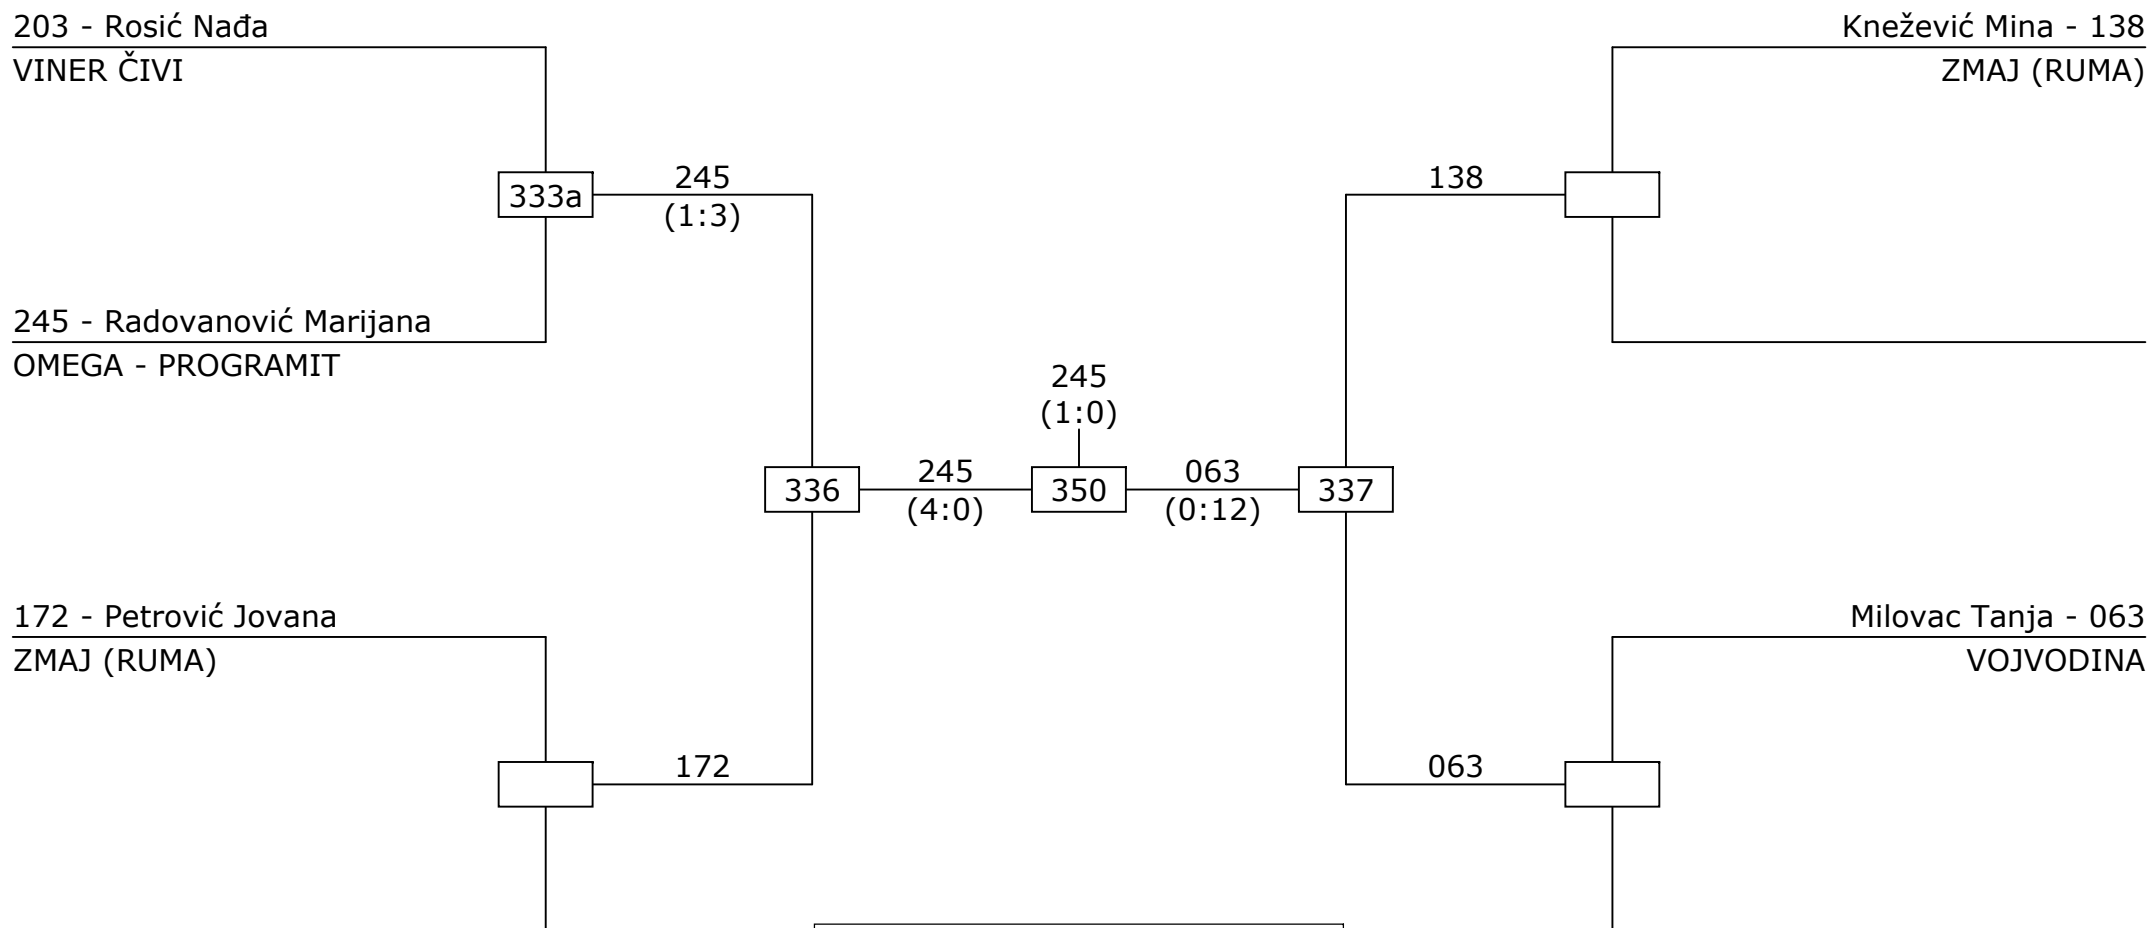 203 - Rosić Nađa
VINER ČIVI
Knežević Mina - 138
ZMAJ (RUMA)
333a
245
(1:3)
138
245 - Radovanović Marijana
OMEGA - PROGRAMIT
245
(1:0)
336
245
(4:0)
350
063
(0:12)
337
172 - Petrović Jovana
ZMAJ (RUMA)
Milovac Tanja - 063
VOJVODINA
172
063